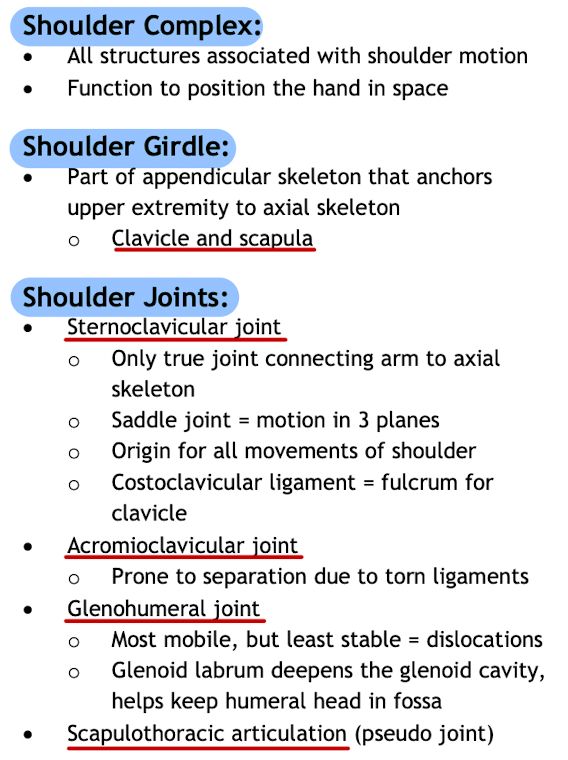 Shoulder Complex:
• All structures associated with shoulder motion
• Function to position the hand in space
Shoulder Girdle:
• Part of appendicular skeleton that anchors
upper extremity to axial skeleton
o Clavicle and scapula
Shoulder Joints:
• Sternoclavicular joint
o Only true joint connecting arm to axial
skeleton
o Saddle joint = motion in 3 planes
o Origin for all movements of shoulder
o Costoclavicular ligament = fulcrum for
clavicle
• Acromioclavicular joint
o Prone to separation due to torn ligaments
• Glenohumeral joint
o Most mobile, but least stable = dislocations
o Glenoid labrum deepens the glenoid cavity,
helps keep humeral head in fossa
• Scapulothoracic articulation (pseudo joint)